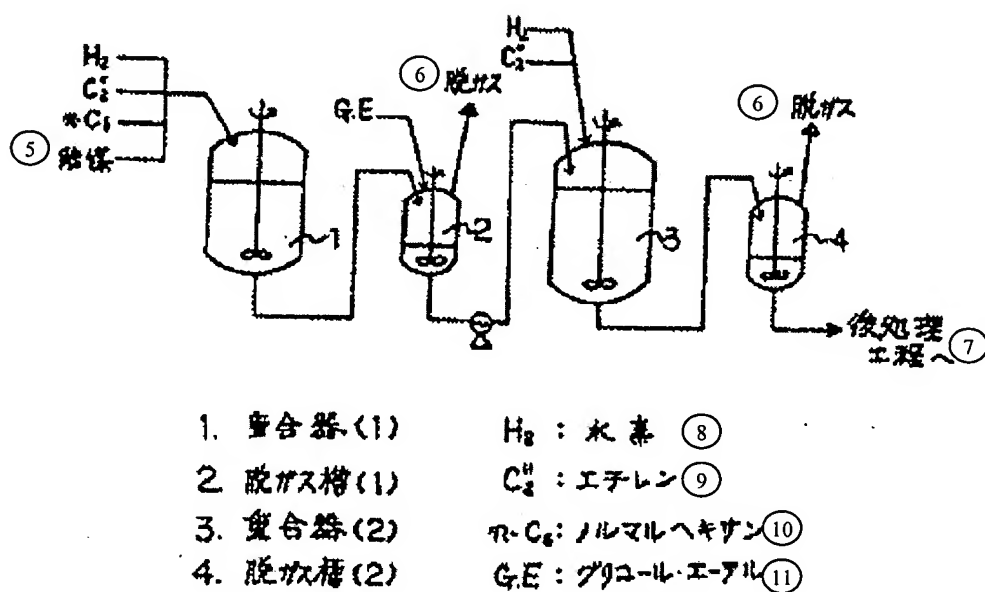 H₂
C₂″
n-C₆
⑤ 触媒
G.E
⑥ 脱ガス
H₂
C₂″
⑥ 脱ガス
1
2
3
4
後処理
工程へ ⑦
1. 重合器(1)
H₂ : 水素 ⑧
2. 脱ガス槽(1)
C₂″ : エチレン ⑨
3. 重合器(2)
n-C₆ : ノルマルヘキサン ⑩
4. 脱ガス槽(2)
G.E : グリコール・エーテル ⑪